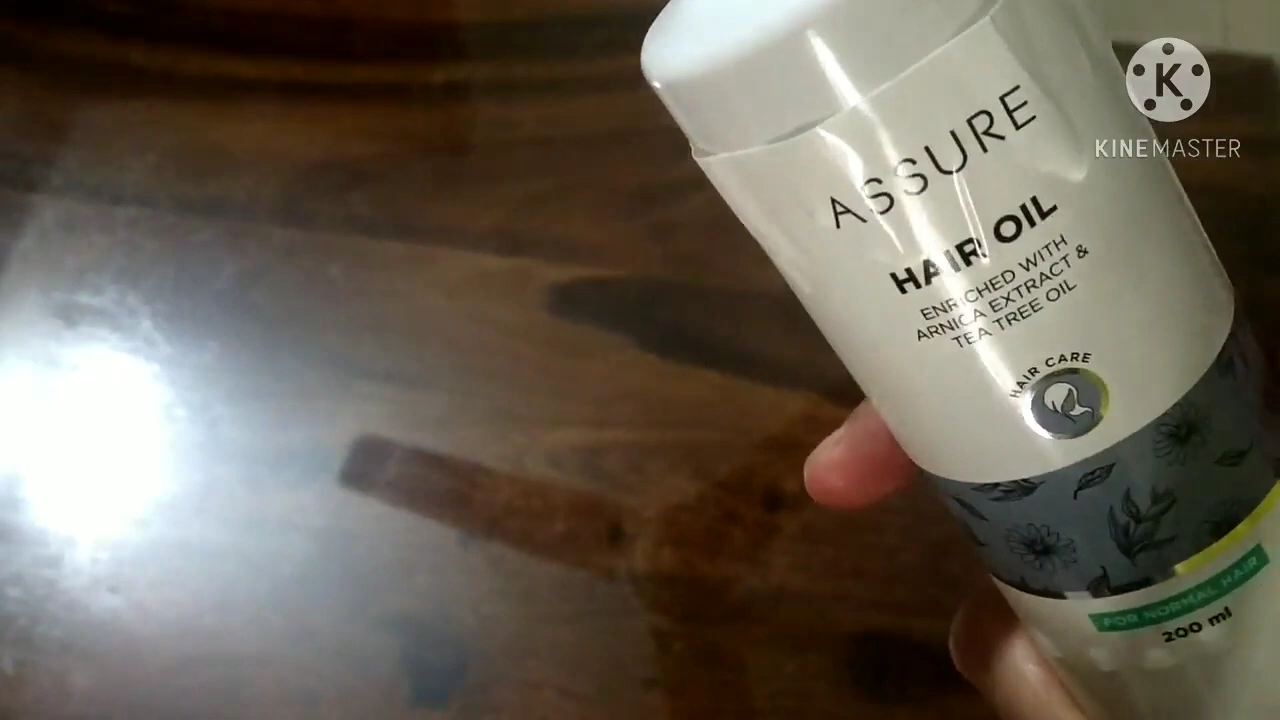 ASSURE
HAIR OIL
ENRICHED WITH
ARNICA EXTRACT &
TEA TREE OIL
HAIR CARE
FOR NORMAL HAIR
200 ml
K
KINEMASTER